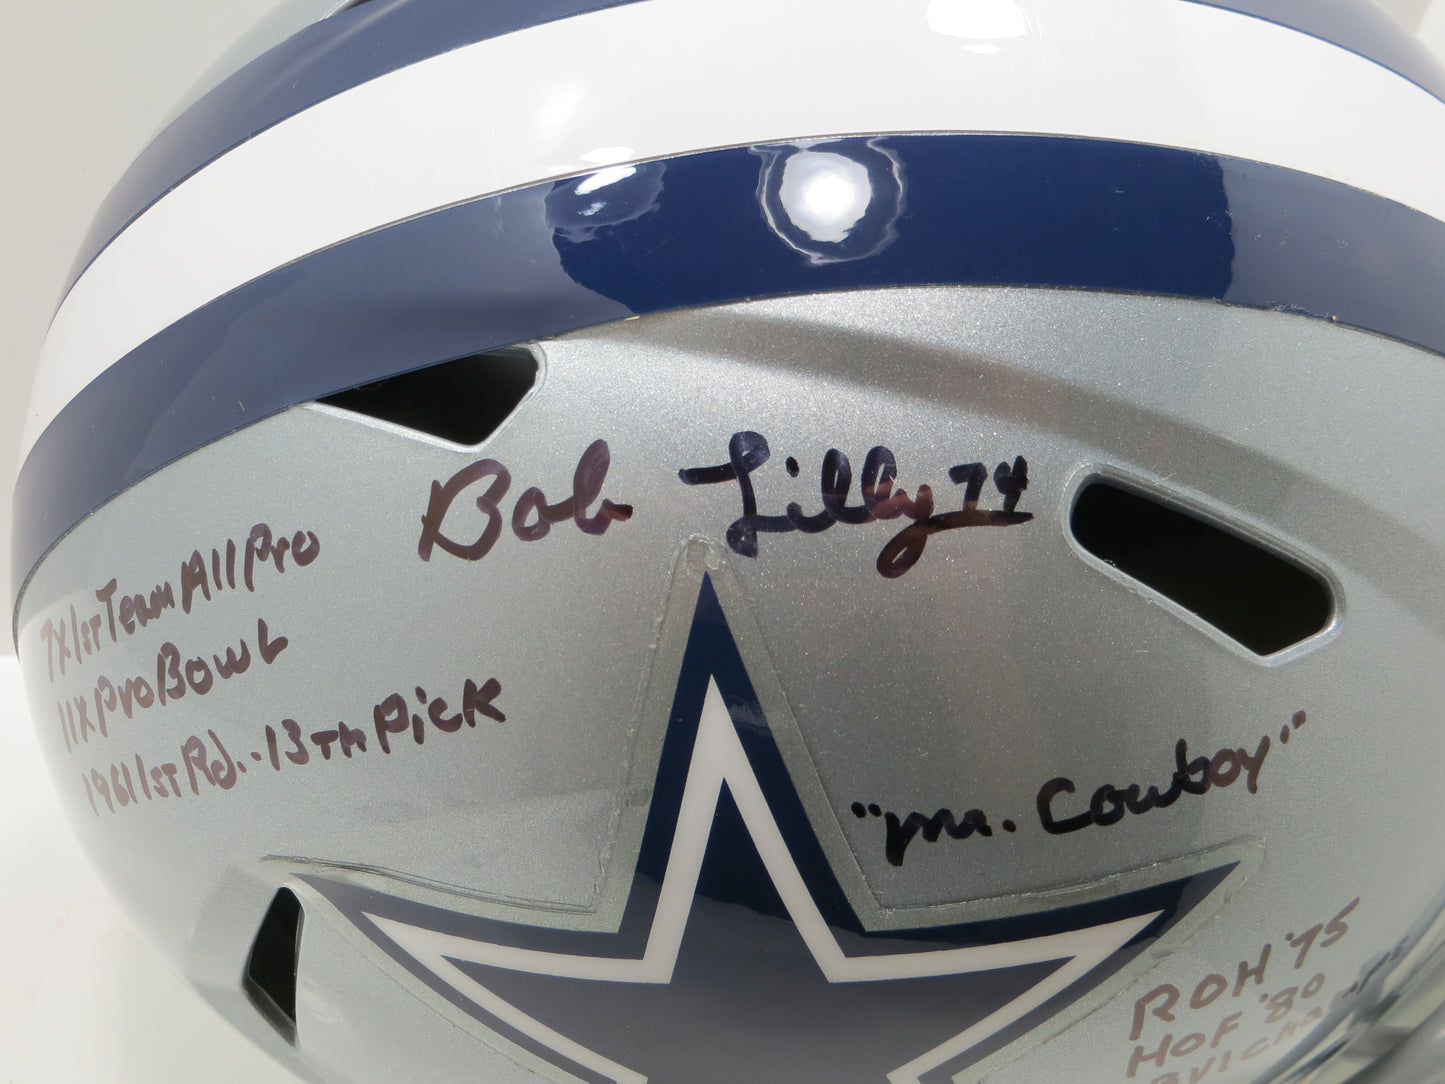 Bob Lilly 74
7X 1st Team All Pro
11X Pro Bowl
1961 1st Rd..13th Pick
"Mr. Cowboy"
ROH '75
HOF '80
Champs